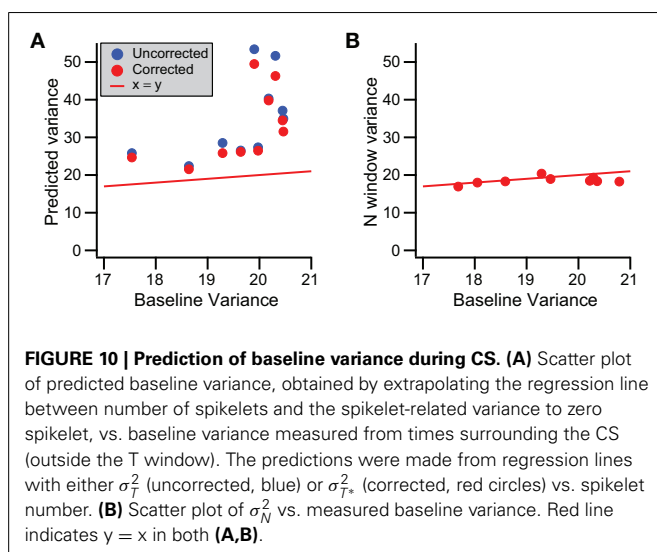 A
B
Uncorrected
Corrected
x = y
Predicted variance
50
40
30
20
10
0
17 18 19 20 21
Baseline Variance
N window variance
50
40
30
20
10
0
17 18 19 20 21
Baseline Variance
FIGURE 10 | Prediction of baseline variance during CS. (A) Scatter plot
of predicted baseline variance, obtained by extrapolating the regression line
between number of spikelets and the spikelet-related variance to zero
spikelet, vs. baseline variance measured from times surrounding the CS
(outside the T window). The predictions were made from regression lines
with either σ²_T (uncorrected, blue) or σ²_T* (corrected, red circles) vs. spikelet
number. (B) Scatter plot of σ²_N vs. measured baseline variance. Red line
indicates y = x in both (A,B).